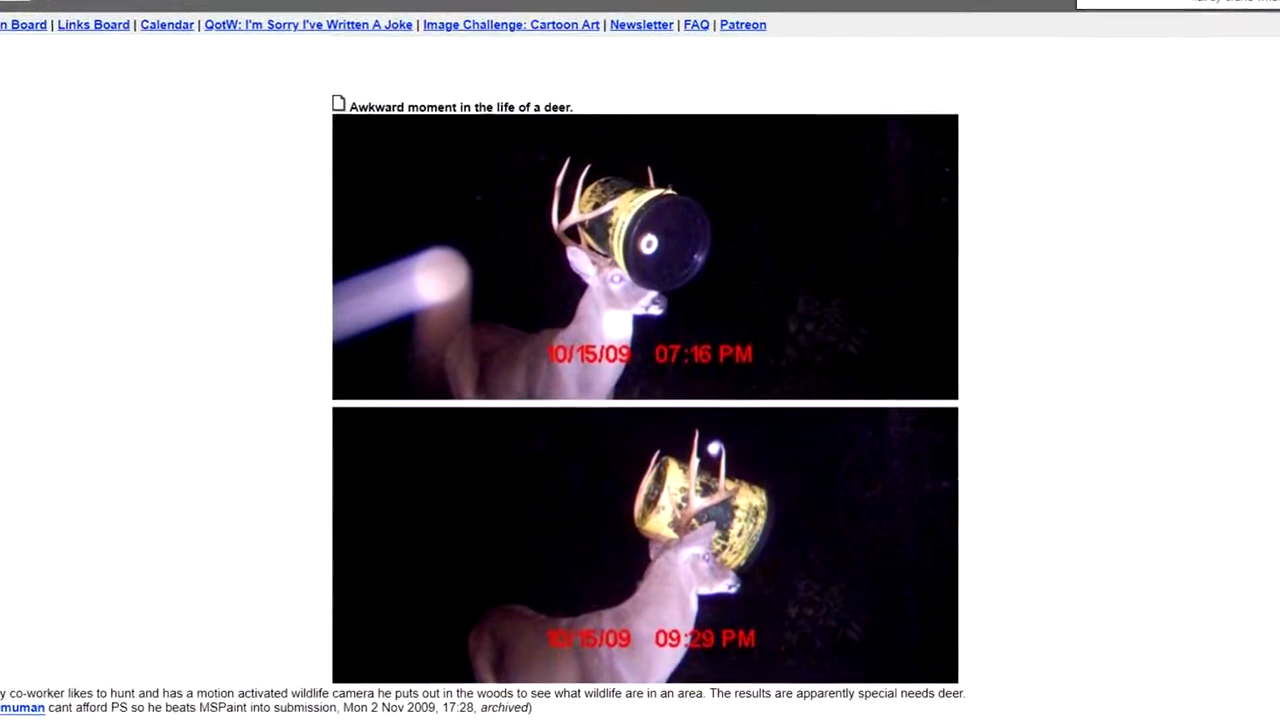 n Board | Links Board | Calendar | QotW: I'm Sorry I've Written A Joke | Image Challenge: Cartoon Art | Newsletter | FAQ | Patreon
Awkward moment in the life of a deer.
10/15/09 07:16 PM
10/15/09 09:29 PM
y co-worker likes to hunt and has a motion activated wildlife camera he puts out in the woods to see what wildlife are in an area. The results are apparently special needs deer.
muman cant afford PS so he beats MSPaint into submission, Mon 2 Nov 2009, 17:28, archived)